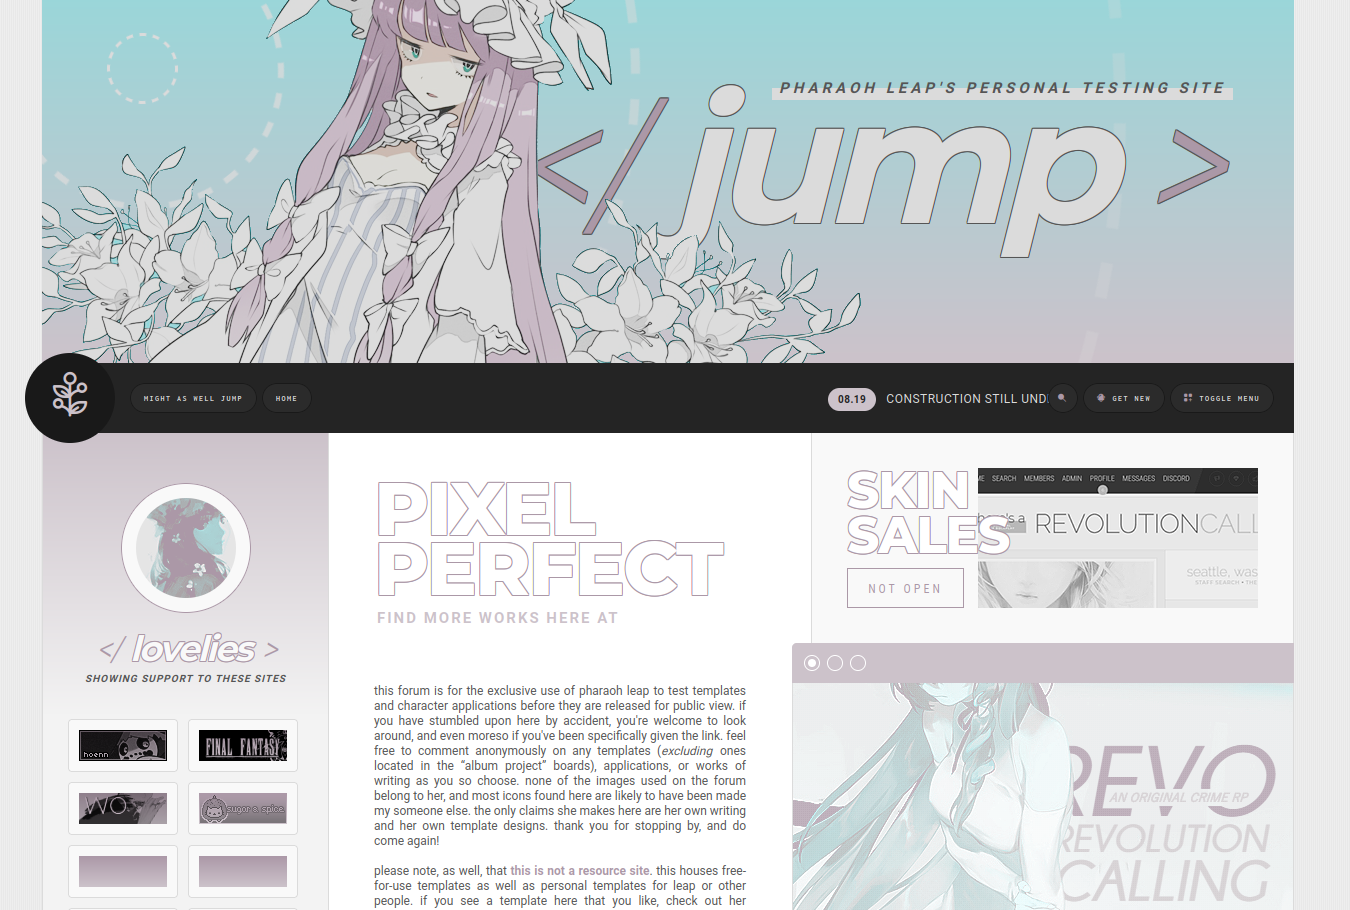 PHARAOH LEAP'S PERSONAL TESTING SITE
</ jump >
MIGHT AS WELL JUMP
HOME
08.19
CONSTRUCTION STILL UND
GET NEW
TOGGLE MENU
</ lovelies >
SHOWING SUPPORT TO THESE SITES
hoenn
FINAL FANTASY
WO
sugar & spice
PIXEL
PERFECT
FIND MORE WORKS HERE AT
this forum is for the exclusive use of pharaoh leap to test templates
and character applications before they are released for public view. if
you have stumbled upon here by accident, you're welcome to look
around, and even moreso if you've been specifically given the link. feel
free to comment anonymously on any templates (excluding ones
located in the "album project" boards), applications, or works of
writing as you so choose. none of the images used on the forum
belong to her, and most icons found here are likely to have been made
my someone else. the only claims she makes here are her own writing
and her own template designs. thank you for stopping by, and do
come again!
please note, as well, that this is not a resource site. this houses free-
for-use templates as well as personal templates for leap or other
people. if you see a template here that you like, check out her
SKIN
SALES
NOT OPEN
ME SEARCH MEMBERS ADMIN PROFILE MESSAGES DISCORD
here's a REVOLUTIONCALL
seattle, was
STAFF SEARCH • THE
REVO
AN ORIGINAL CRIME RP
REVOLUTION
CALLING